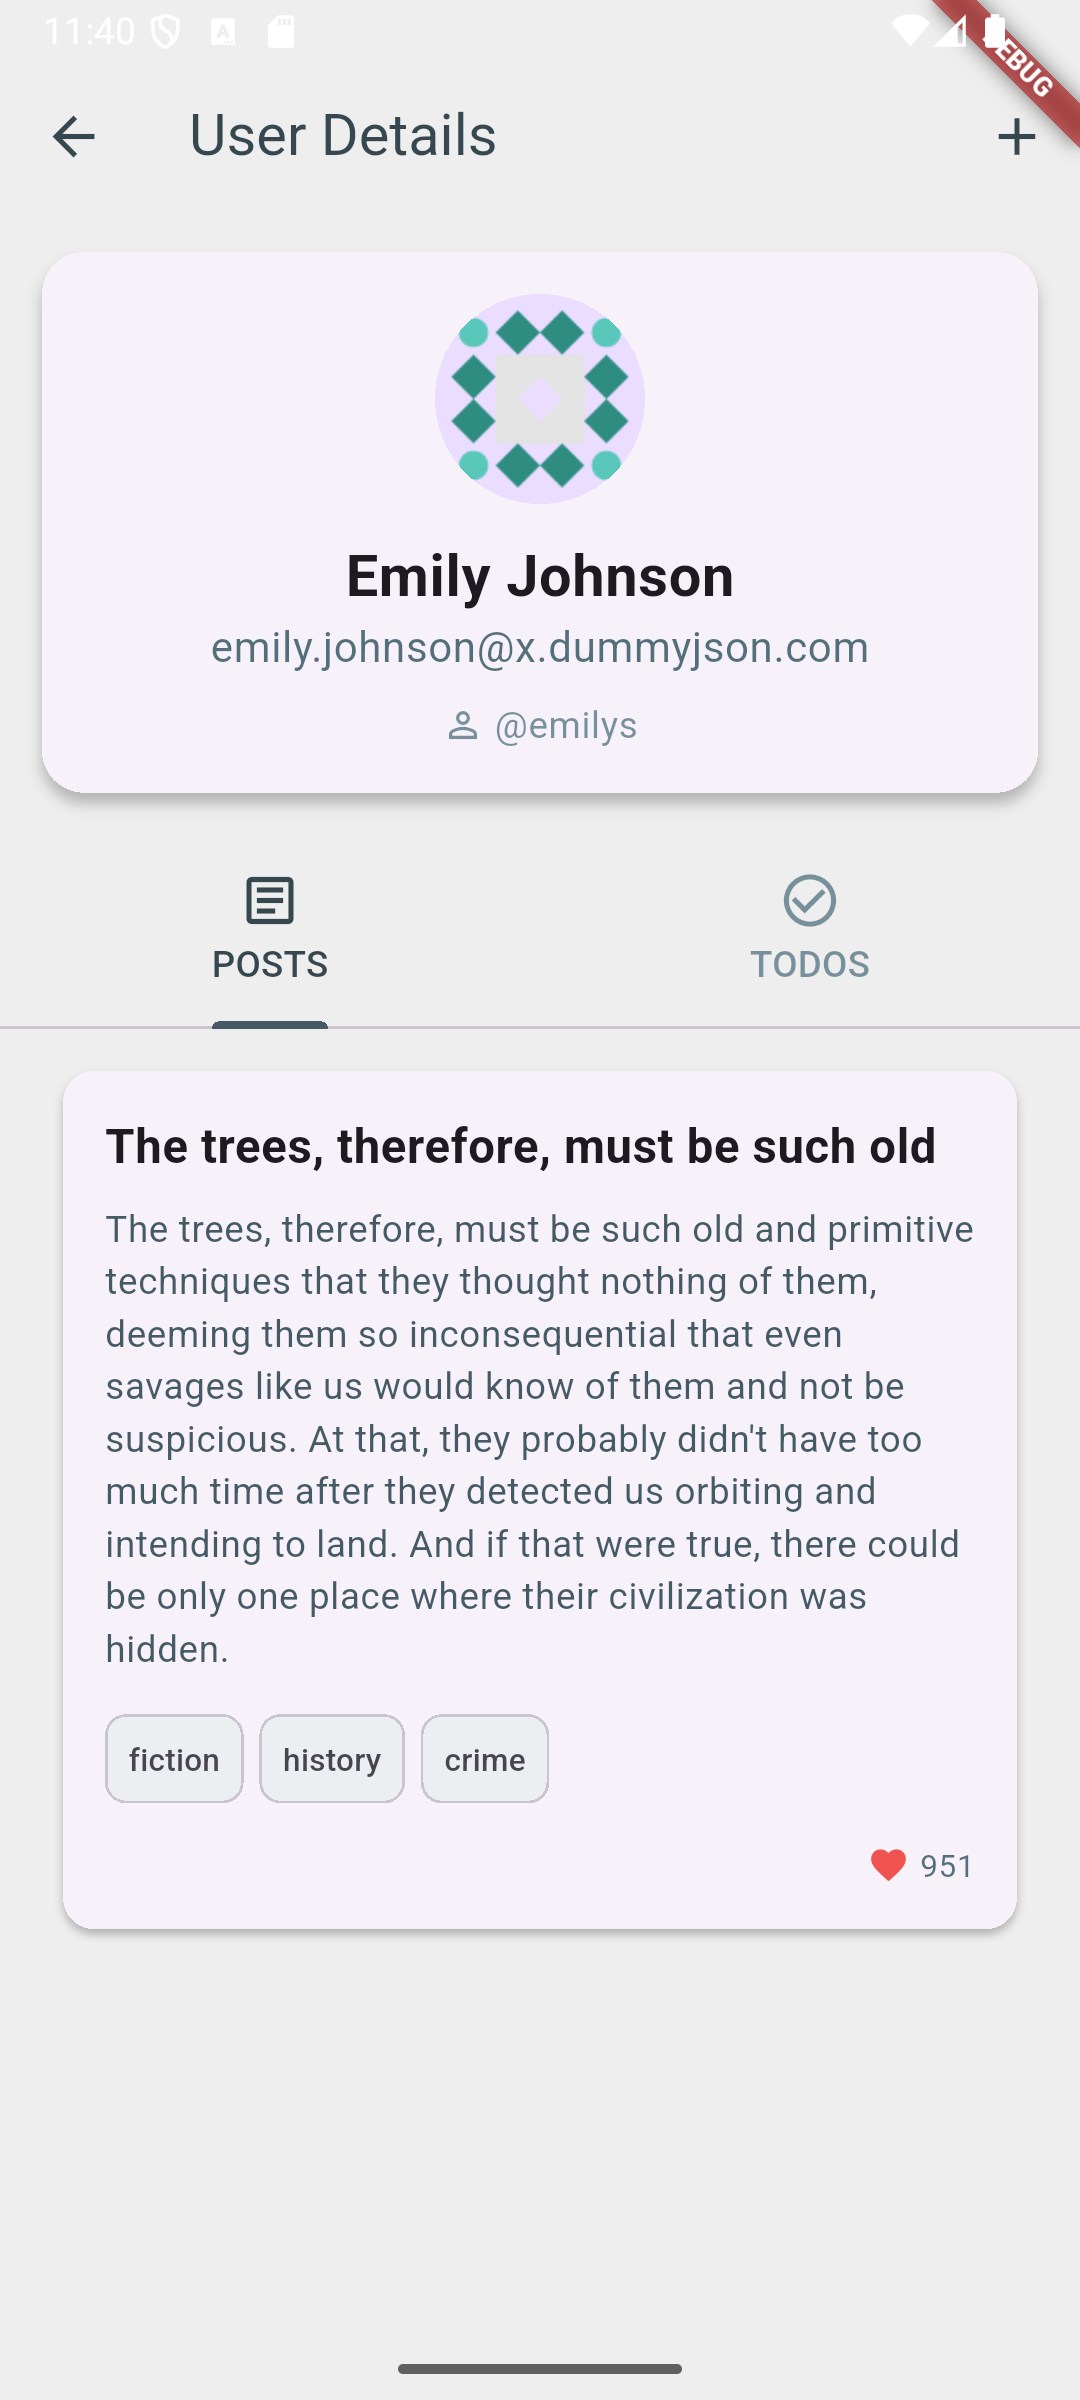 11:40
EBUG
User Details
Emily Johnson
emily.johnson@x.dummyjson.com
@emilys
POSTS
TODOS
The trees, therefore, must be such old
The trees, therefore, must be such old and primitive
techniques that they thought nothing of them,
deeming them so inconsequential that even
savages like us would know of them and not be
suspicious. At that, they probably didn't have too
much time after they detected us orbiting and
intending to land. And if that were true, there could
be only one place where their civilization was
hidden.
fiction
history
crime
951